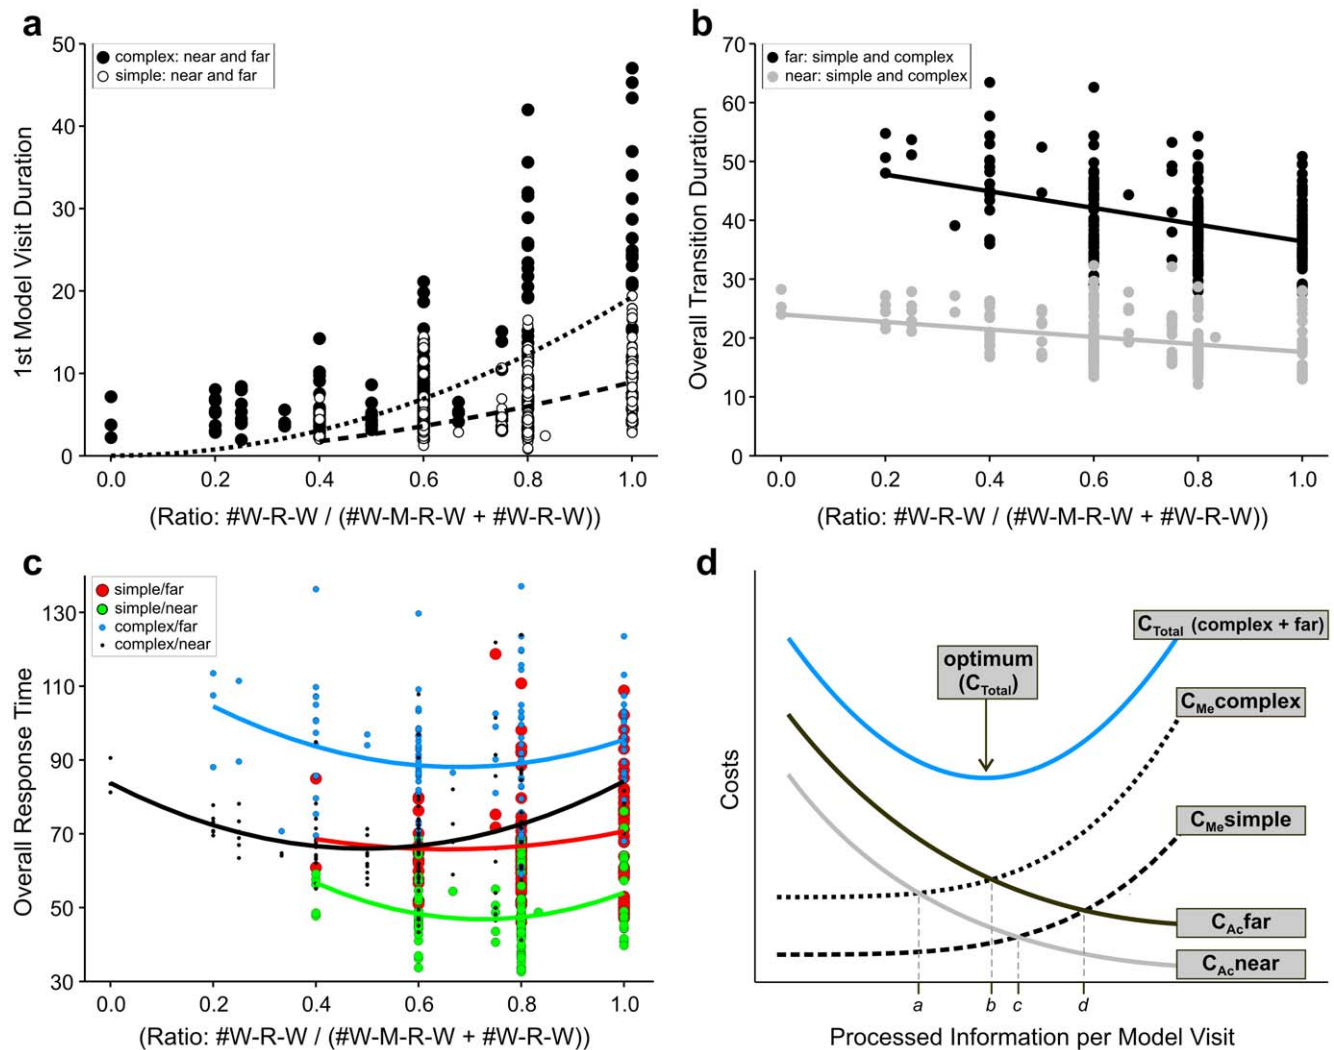 a
50
40
30
20
10
0
1st Model Visit Duration
complex: near and far
simple: near and far
0.0 0.2 0.4 0.6 0.8 1.0
(Ratio: #W-R-W / (#W-M-R-W + #W-R-W))
b
70
60
50
40
30
20
10
0
Overall Transition Duration
far: simple and complex
near: simple and complex
0.0 0.2 0.4 0.6 0.8 1.0
(Ratio: #W-R-W / (#W-M-R-W + #W-R-W))
c
130
110
90
70
50
30
Overall Response Time
simple/far
simple/near
complex/far
complex/near
0.0 0.2 0.4 0.6 0.8 1.0
(Ratio: #W-R-W / (#W-M-R-W + #W-R-W))
d
Costs
optimum
(CTotal)
CTotal (complex + far)
CMecomplex
CMesimple
CAcfar
CAcnear
a b c d
Processed Information per Model Visit